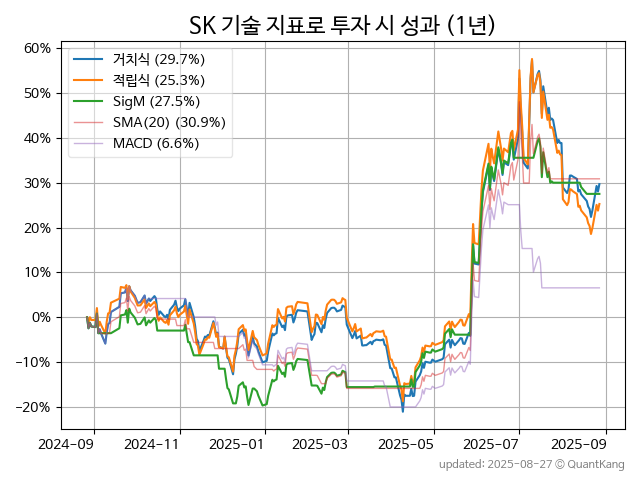 SK 기술 지표로 투자 시 성과 (1년)
60%
50%
40%
30%
20%
10%
0%
−10%
−20%
거치식 (29.7%)
적립식 (25.3%)
SigM (27.5%)
SMA(20) (30.9%)
MACD (6.6%)
2024-09 2024-11 2025-01 2025-03 2025-05 2025-07 2025-09
updated: 2025-08-27 © QuantKang